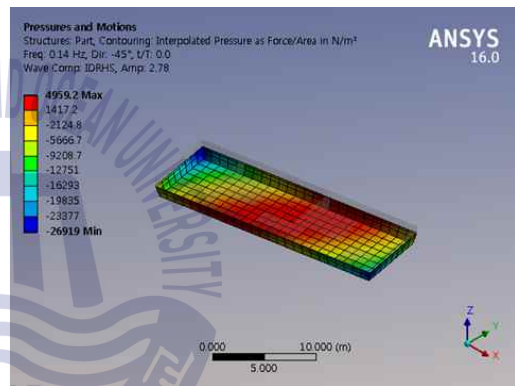 Pressures and Motions
Structures: Part, Contouring: Interpolated Pressure as Force/Area in N/m²
Freq: 0.14 Hz, Dir: -45°, t/T: 0.0
Wave Comp: IDRHS, Amp: 2.78
ANSYS
16.0
4959.2 Max
1417.2
-2124.8
-5666.7
-9208.7
-12751
-16293
-19835
-23377
-26919 Min
OCEAN UNIVERSITY
0.000
10.000 (m)
5.000
Z
Y
X